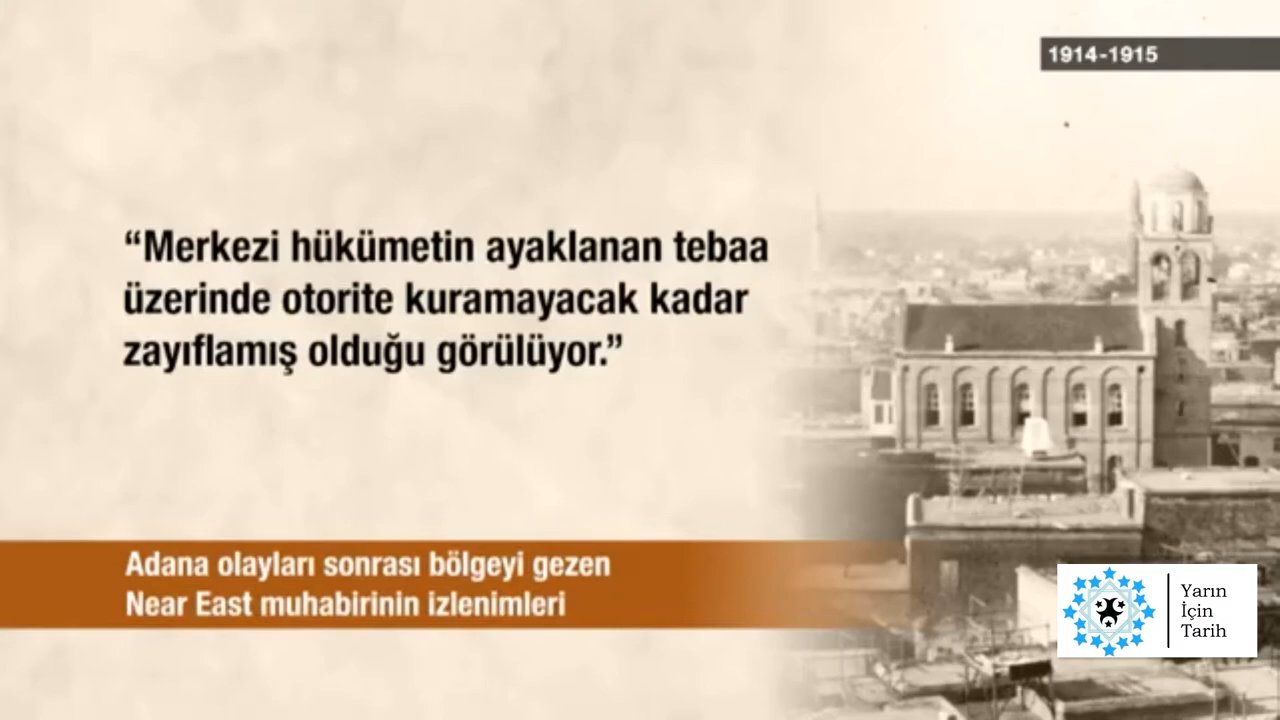 1914-1915
“Merkezi hükümetin ayaklanan tebaa
üzerinde otorite kuramayacak kadar
zayıflamış olduğu görülüyor.”
Adana olayları sonrası bölgeyi gezen
Near East muhabirinin izlenimleri
Yarın
İçin
Tarih